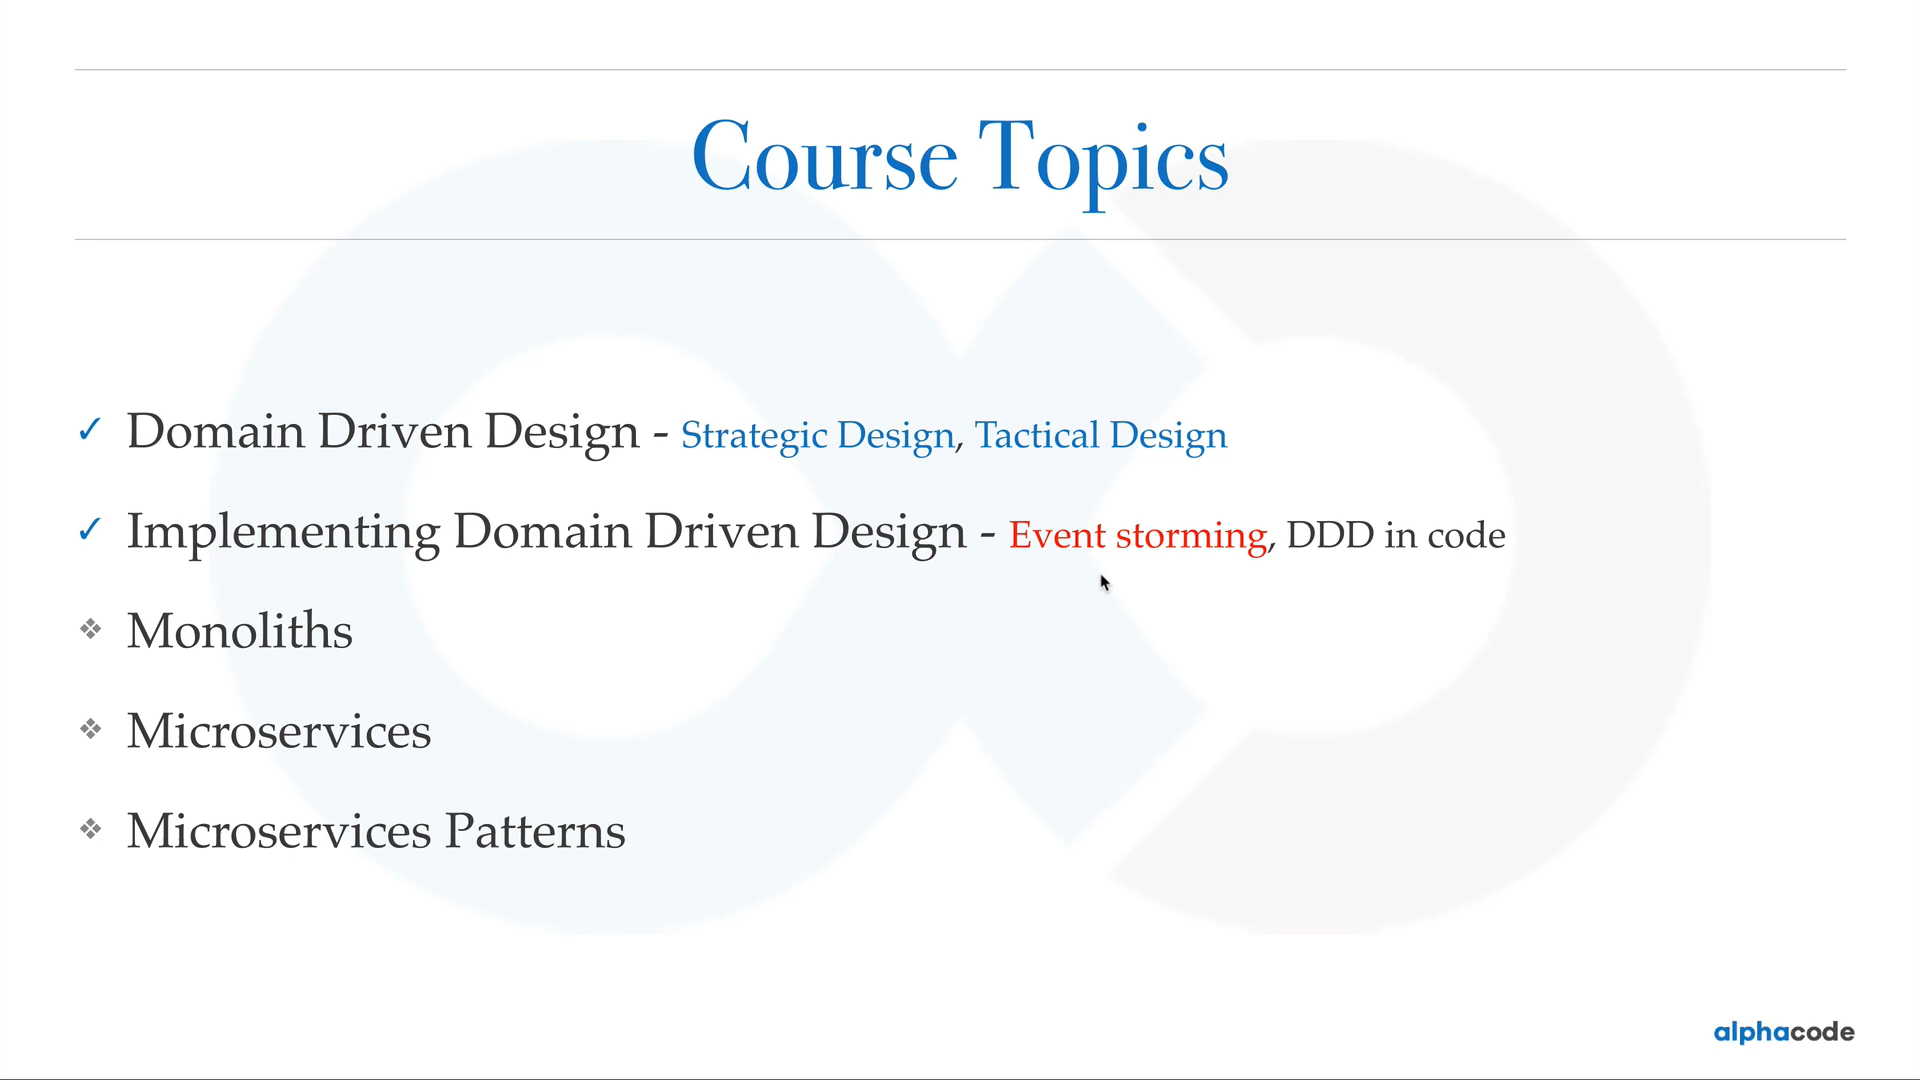 Course Topics
✓ Domain Driven Design - Strategic Design, Tactical Design
✓ Implementing Domain Driven Design - Event storming, DDD in code
❖ Monoliths
❖ Microservices
❖ Microservices Patterns
alphacode